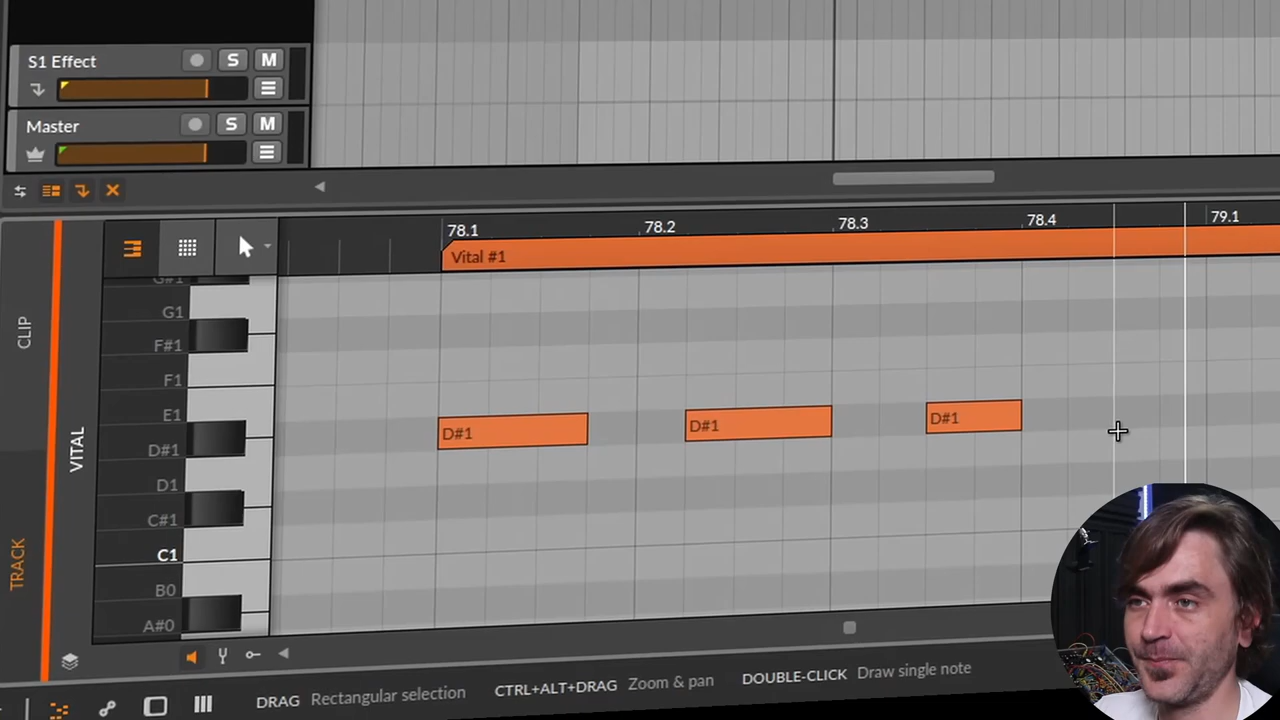 S1 Effect S M
Master S M
78.1 78.2 78.3 78.4 79.1
Vital #1
G#1
G1
F#1
F1
E1
D#1
D1
C#1
C1
B0
A#0
D#1 D#1 D#1
CLIP
VITAL
TRACK
DRAG Rectangular selection CTRL+ALT+DRAG Zoom & pan DOUBLE-CLICK Draw single note